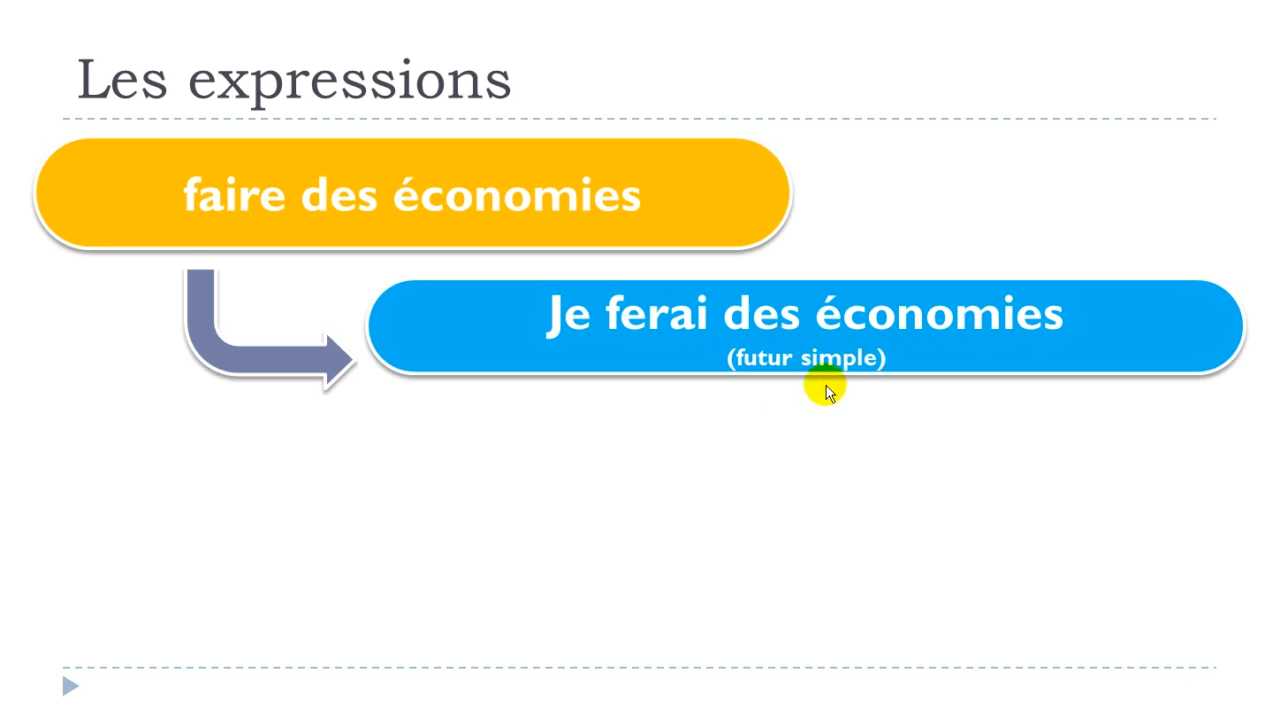 Les expressions
faire des économies
Je ferai des économies
(futur simple)